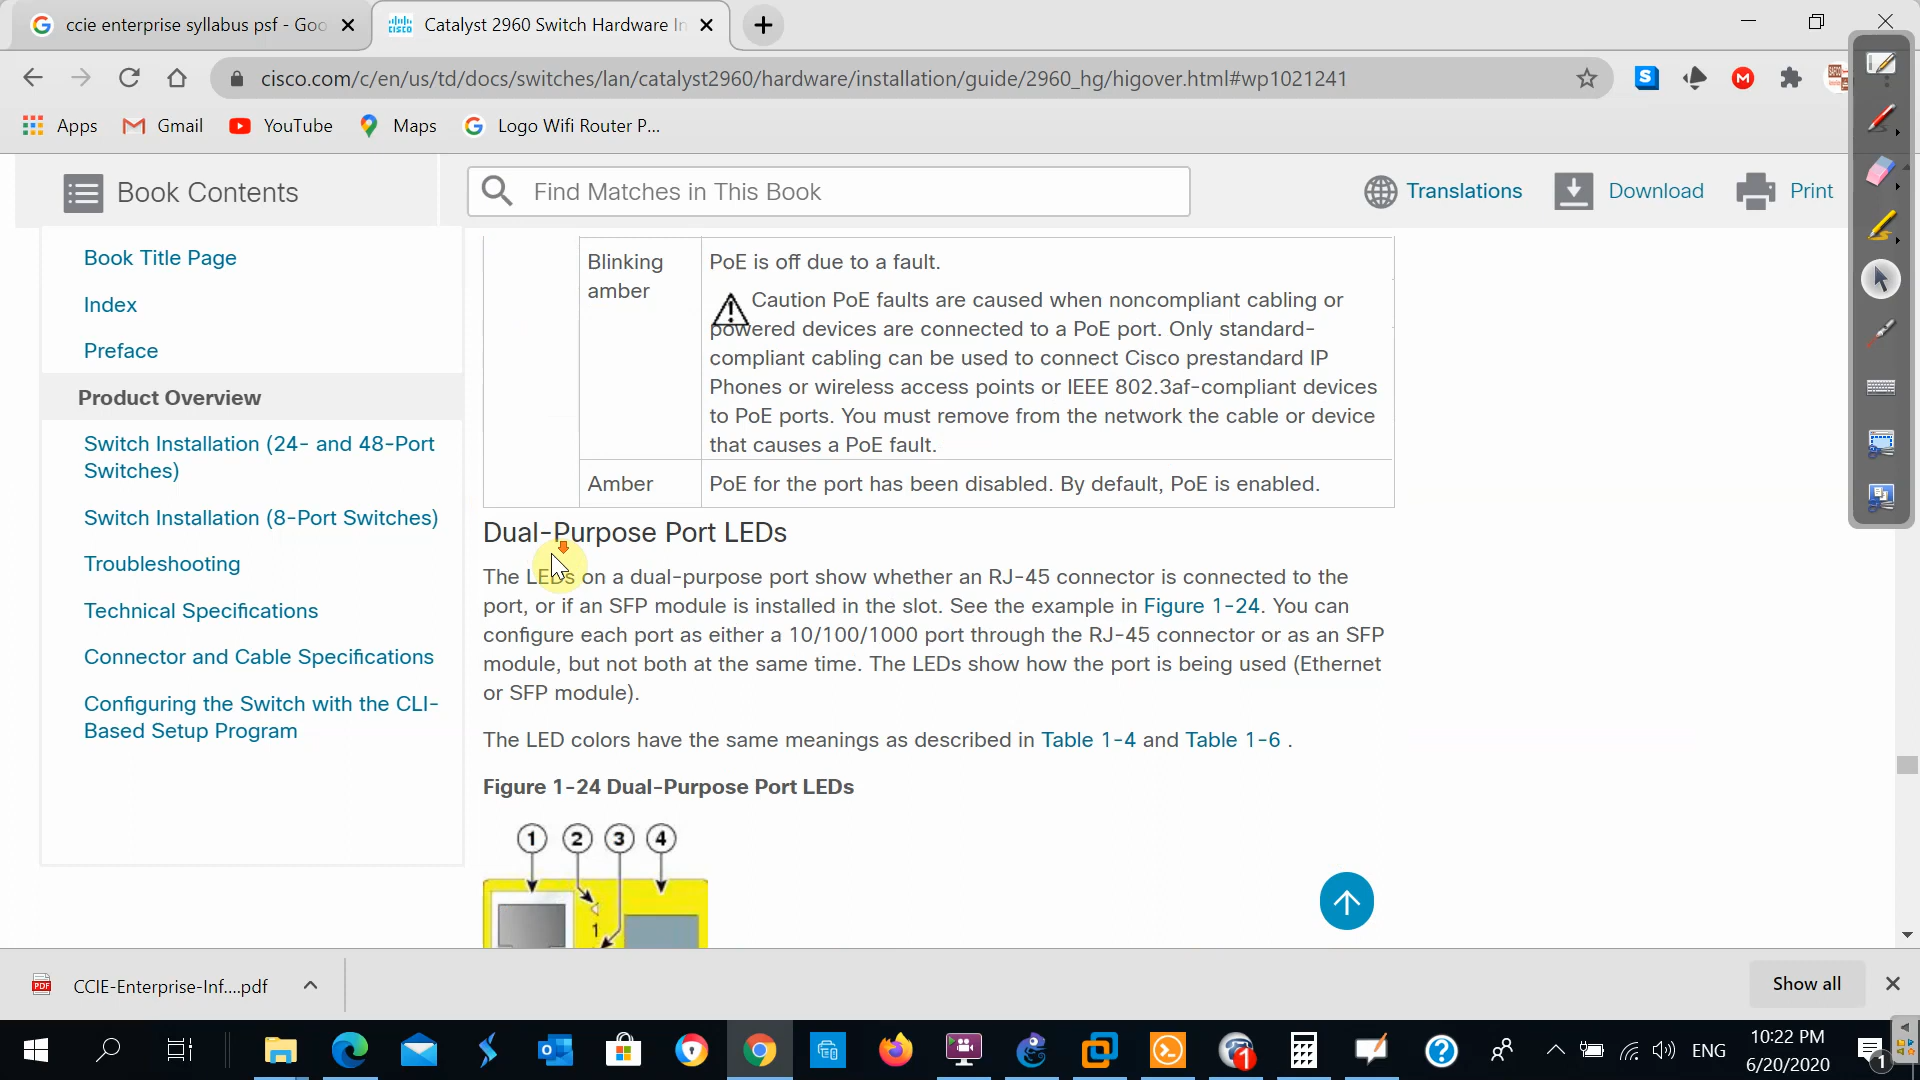 ccie enterprise syllabus psf - Goo
Catalyst 2960 Switch Hardware In
cisco.com/c/en/us/td/docs/switches/lan/catalyst2960/hardware/installation/guide/2960_hg/higover.html#wp1021241
Apps
Gmail
YouTube
Maps
Logo Wifi Router P...
Book Contents
Find Matches in This Book
Translations
Download
Print
Book Title Page
Index
Preface
Product Overview
Switch Installation (24- and 48-Port
Switches)
Switch Installation (8-Port Switches)
Troubleshooting
Technical Specifications
Connector and Cable Specifications
Configuring the Switch with the CLI-
Based Setup Program
Blinking
amber
PoE is off due to a fault.
Caution PoE faults are caused when noncompliant cabling or
powered devices are connected to a PoE port. Only standard-
compliant cabling can be used to connect Cisco prestandard IP
Phones or wireless access points or IEEE 802.3af-compliant devices
to PoE ports. You must remove from the network the cable or device
that causes a PoE fault.
Amber
PoE for the port has been disabled. By default, PoE is enabled.
Dual-Purpose Port LEDs
The LEDs on a dual-purpose port show whether an RJ-45 connector is connected to the
port, or if an SFP module is installed in the slot. See the example in Figure 1-24. You can
configure each port as either a 10/100/1000 port through the RJ-45 connector or as an SFP
module, but not both at the same time. The LEDs show how the port is being used (Ethernet
or SFP module).
The LED colors have the same meanings as described in Table 1-4 and Table 1-6 .
Figure 1-24 Dual-Purpose Port LEDs
1 2 3 4
1
CCIE-Enterprise-Inf....pdf
Show all
ENG
10:22 PM
6/20/2020